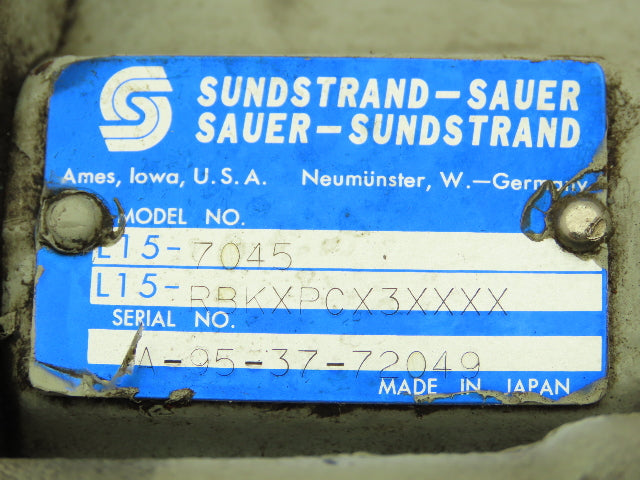 SUNDSTRAND-SAUER
SAUER-SUNDSTRAND
Ames, Iowa, U.S.A. Neumünster, W.-Germany
MODEL NO.
L15-7045
L15-RBKXPCX3XXXX
SERIAL NO.
A-95-37-72049
MADE IN JAPAN